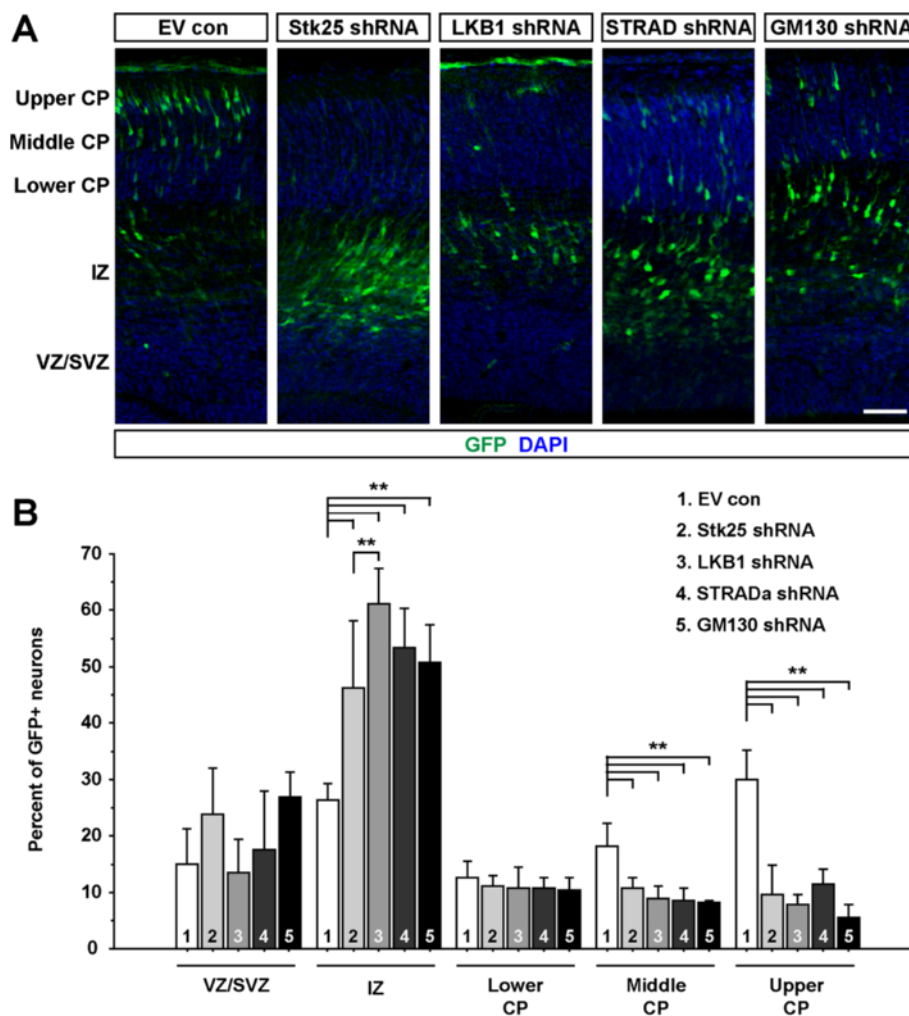 A
EV con Stk25 shRNA LKB1 shRNA STRAD shRNA GM130 shRNA
Upper CP
Middle CP
Lower CP
IZ
VZ/SVZ
GFP DAPI
B
1. EV con
2. Stk25 shRNA
3. LKB1 shRNA
4. STRADa shRNA
5. GM130 shRNA
** ** ** **
Percent of GFP+ neurons
70
60
50
40
30
20
10
0
1 2 3 4 5 1 2 3 4 5 1 2 3 4 5 1 2 3 4 5 1 2 3 4 5
VZ/SVZ IZ Lower Middle Upper
CP CP CP